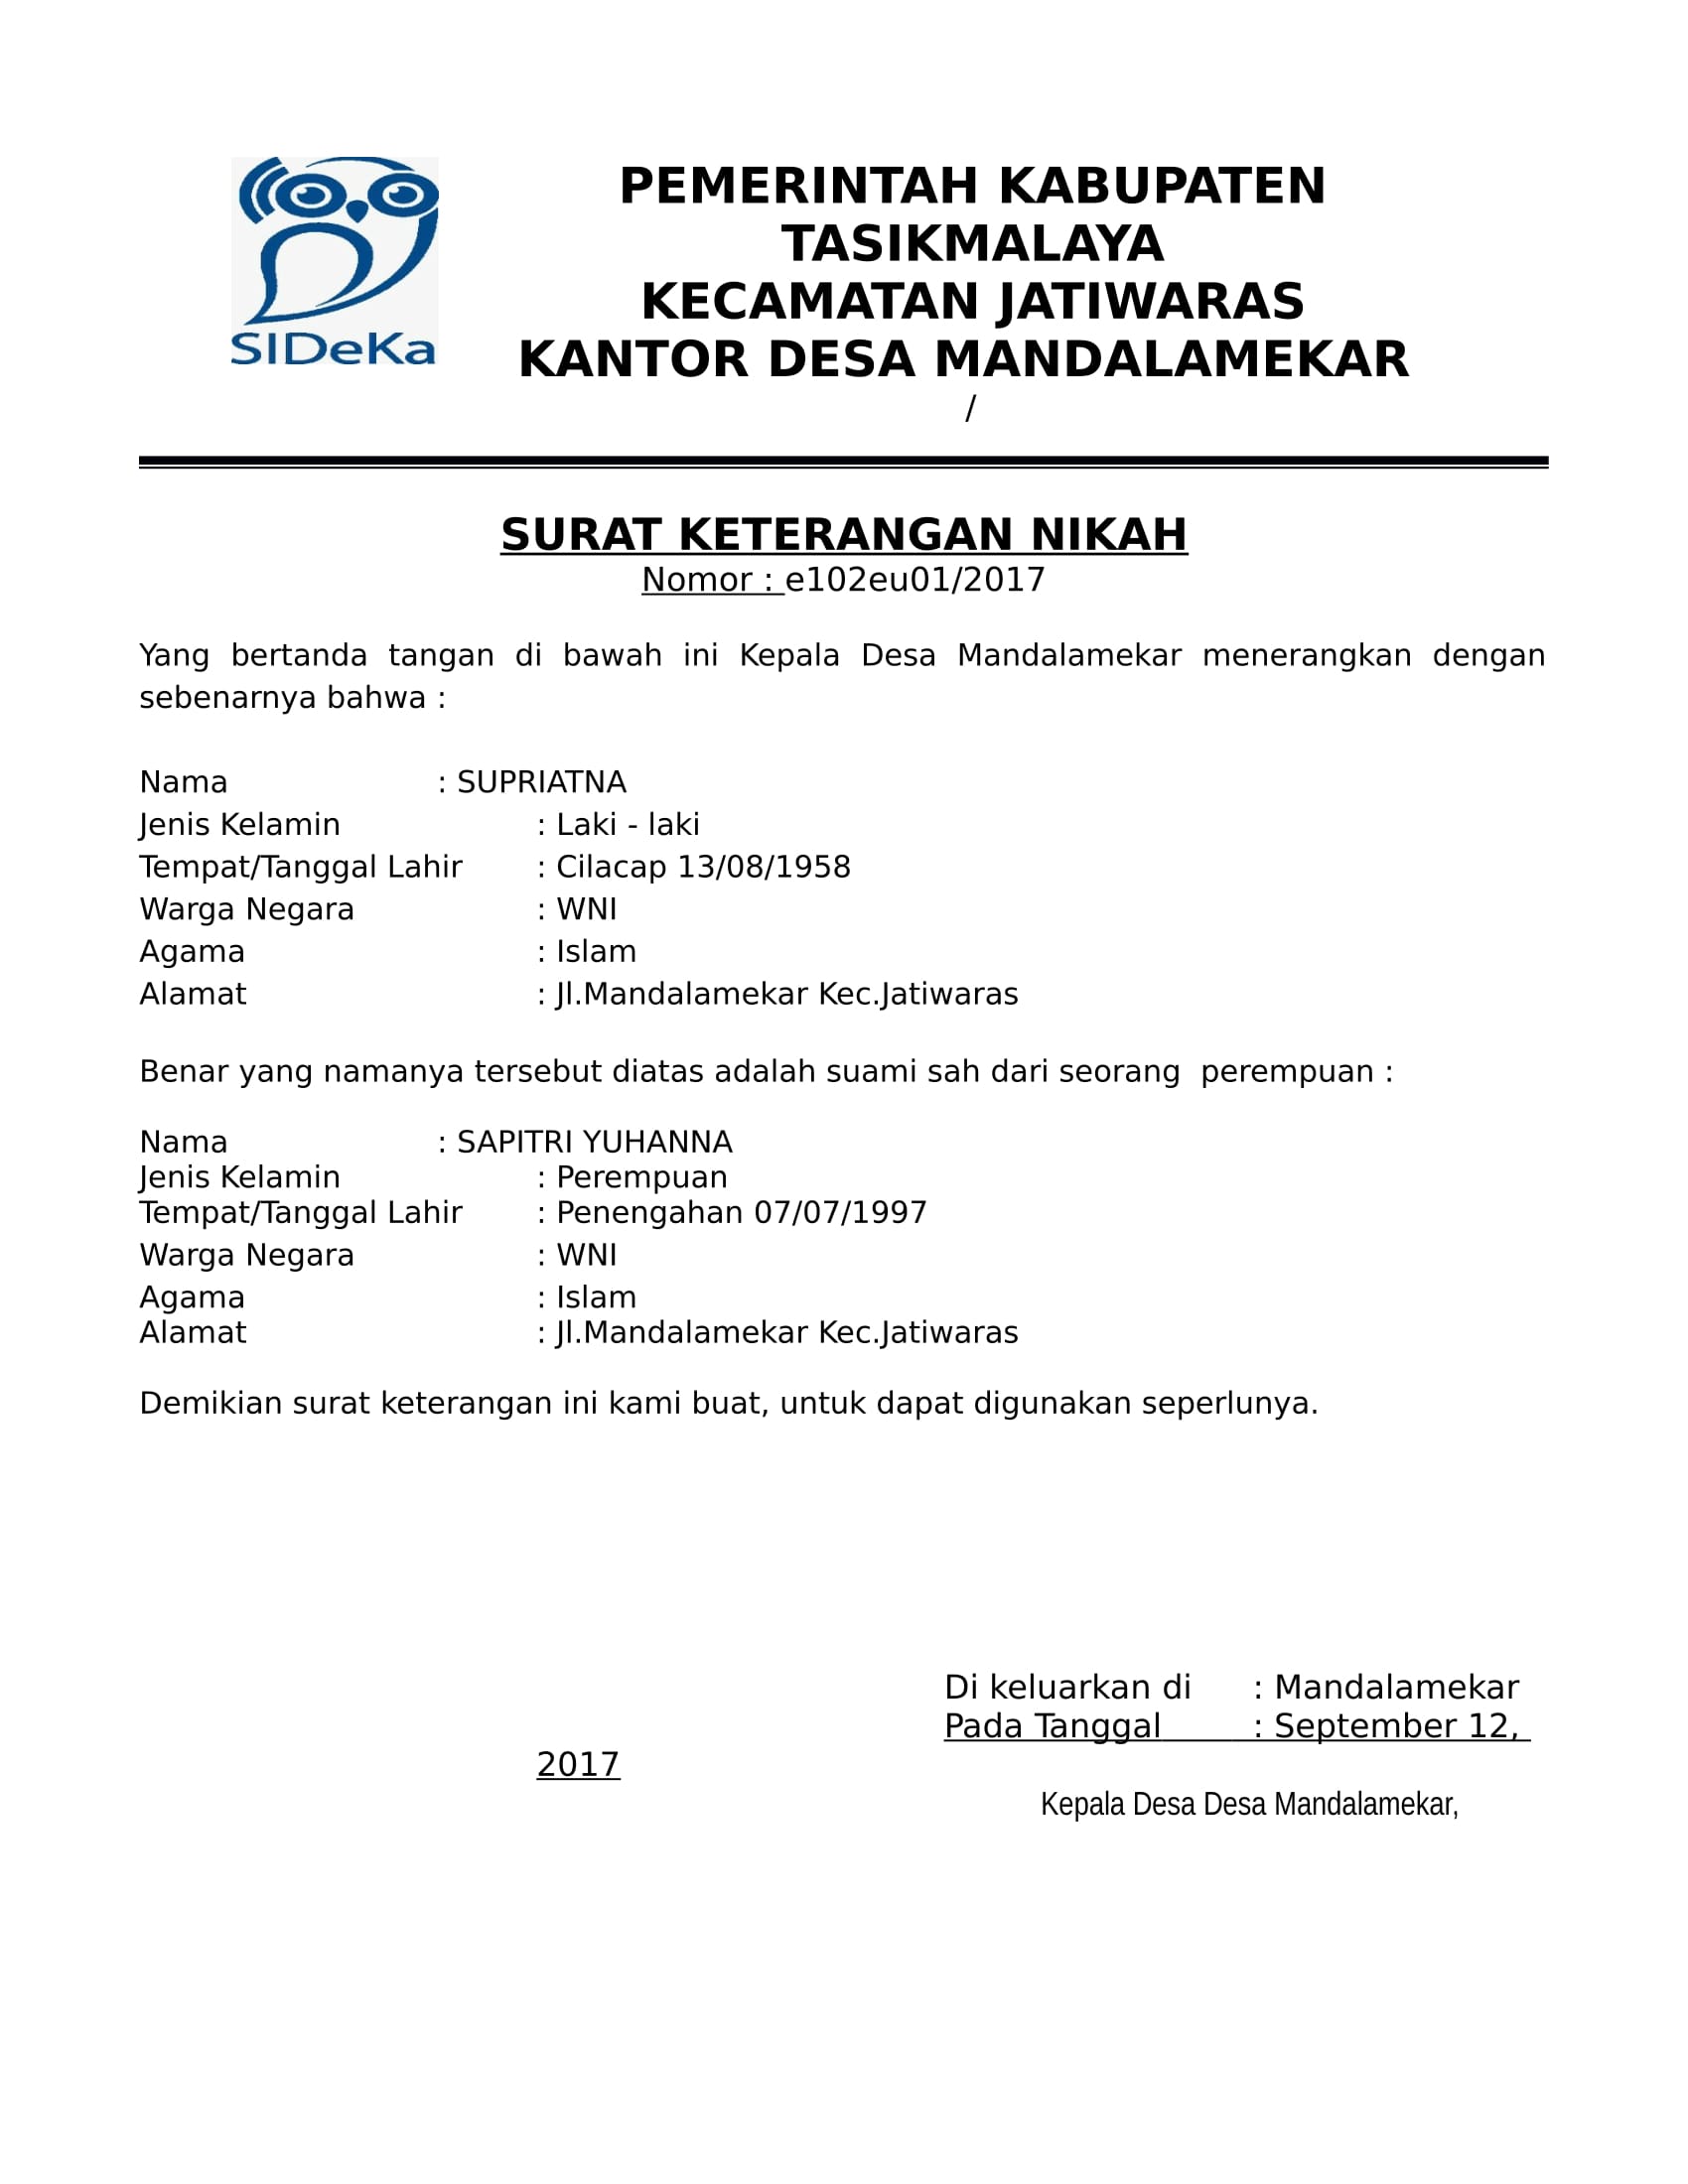 SIDeKa
PEMERINTAH KABUPATEN
TASIKMALAYA
KECAMATAN JATIWARAS
KANTOR DESA MANDALAMEKAR
/
SURAT KETERANGAN NIKAH
Nomor : e102eu01/2017
Yang bertanda tangan di bawah ini Kepala Desa Mandalamekar menerangkan dengan
sebenarnya bahwa :
Nama : SUPRIATNA
Jenis Kelamin : Laki - laki
Tempat/Tanggal Lahir : Cilacap 13/08/1958
Warga Negara : WNI
Agama : Islam
Alamat : Jl.Mandalamekar Kec.Jatiwaras
Benar yang namanya tersebut diatas adalah suami sah dari seorang  perempuan :
Nama : SAPITRI YUHANNA
Jenis Kelamin : Perempuan
Tempat/Tanggal Lahir : Penengahan 07/07/1997
Warga Negara : WNI
Agama : Islam
Alamat : Jl.Mandalamekar Kec.Jatiwaras
Demikian surat keterangan ini kami buat, untuk dapat digunakan seperlunya.
Di keluarkan di : Mandalamekar
Pada Tanggal : September 12,
2017
Kepala Desa Desa Mandalamekar,